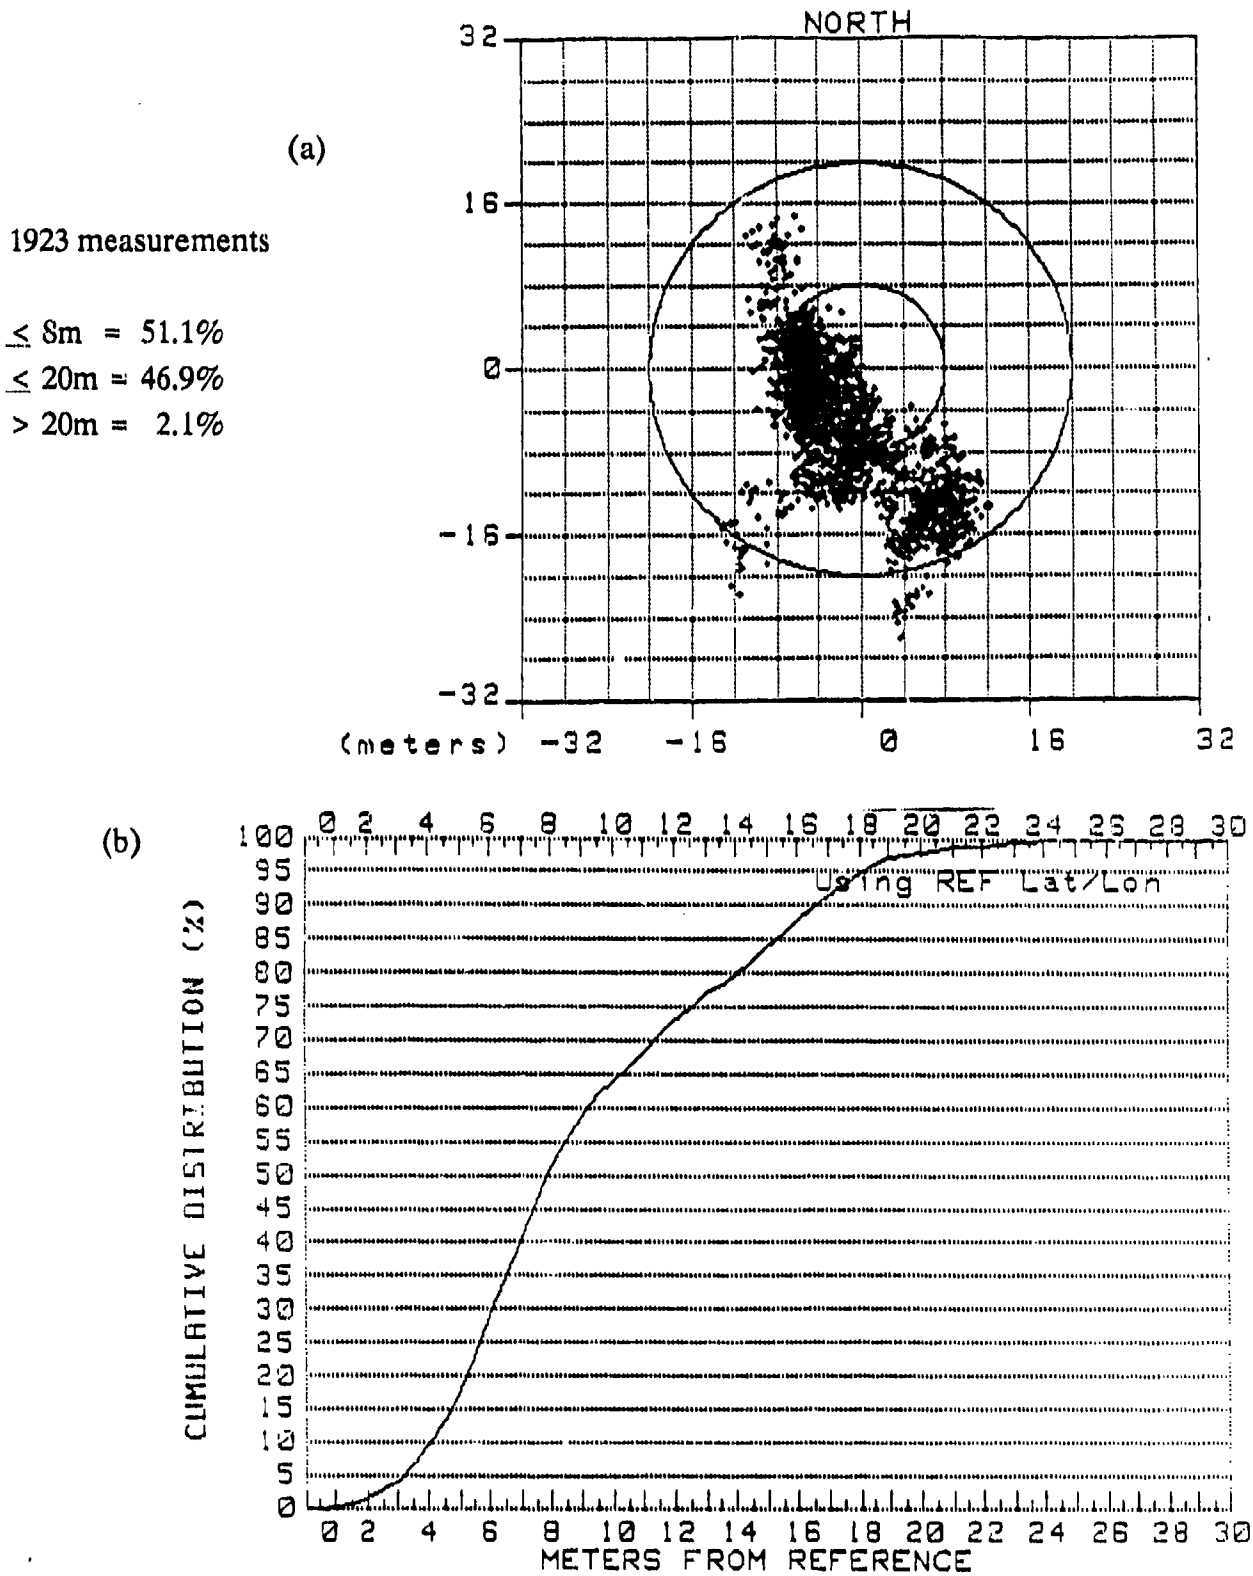 NORTH
32
(a)
16
1923 measurements
≤ 8m = 51.1%
≤ 20m = 46.9%
> 20m = 2.1%
0
-16
-32
(meters) -32 -16 0 16 32
(b)
0 2 4 6 8 10 12 14 16 18 20 22 24 26 28 30
100
Using REF Lat/Lon
95
90
85
80
75
70
65
60
55
50
45
40
35
30
25
20
15
10
5
0
CUMULATIVE DISTRIBUTION (%)
0 2 4 6 8 10 12 14 16 18 20 22 24 26 28 30
METERS FROM REFERENCE